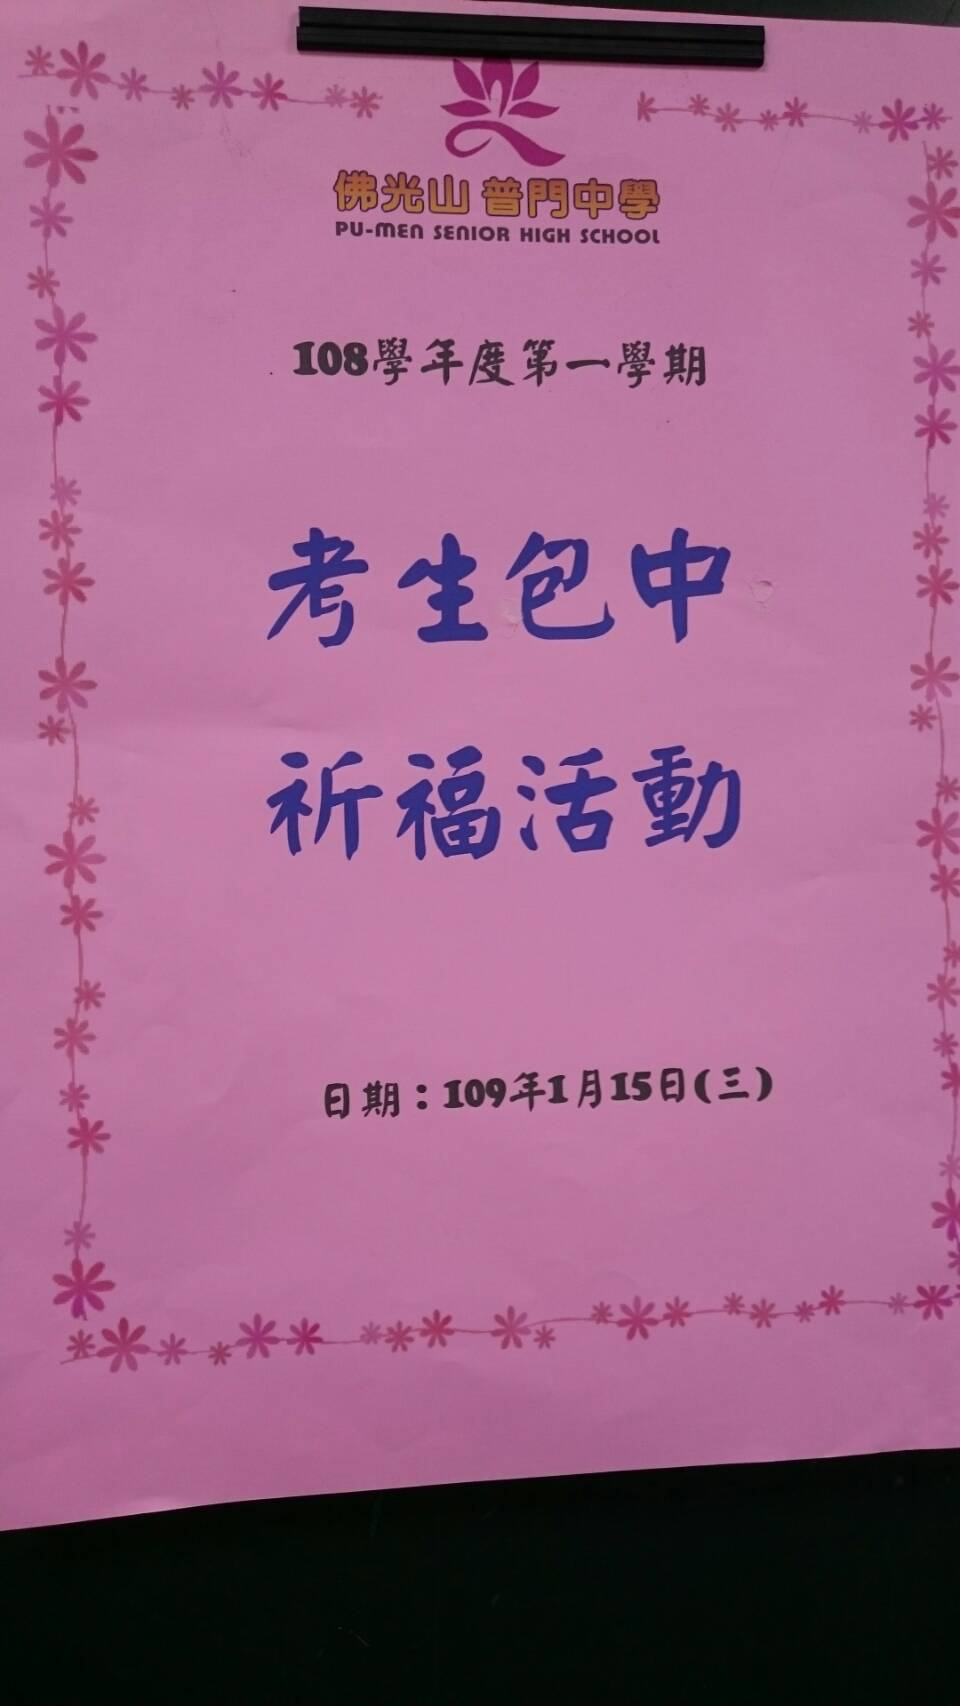 佛光山 普門中學
PU-MEN SENIOR HIGH SCHOOL
108學年度第一學期
考生包中
祈福活動
日期：109年1月15日(三)